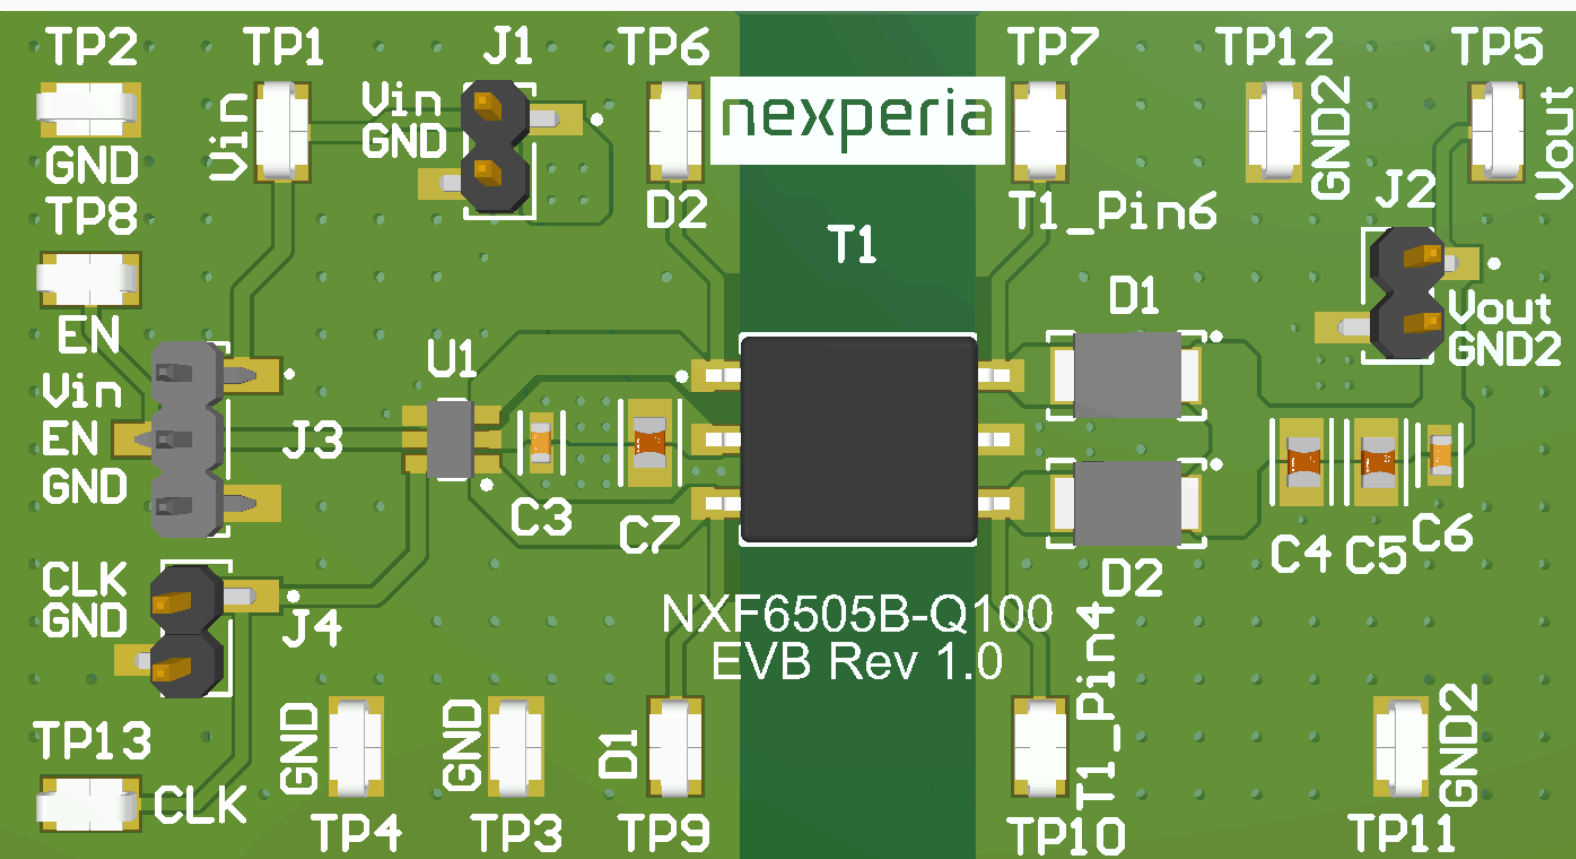 TP2
TP1
J1
TP6
TP7
TP12
TP5
nexperia
Vin
Vin
GND
GND2
Vout
GND
TP8
D2
T1_Pin6
J2
T1
D1
EN
U1
Vout
GND2
Vin
EN
GND
J3
C3
C7
C4
C5
C6
CLK
GND
J4
D2
NXF6505B-Q100
EVB Rev 1.0
T1_Pin4
TP13
GND
GND
D1
GND2
CLK
TP4
TP3
TP9
TP10
TP11